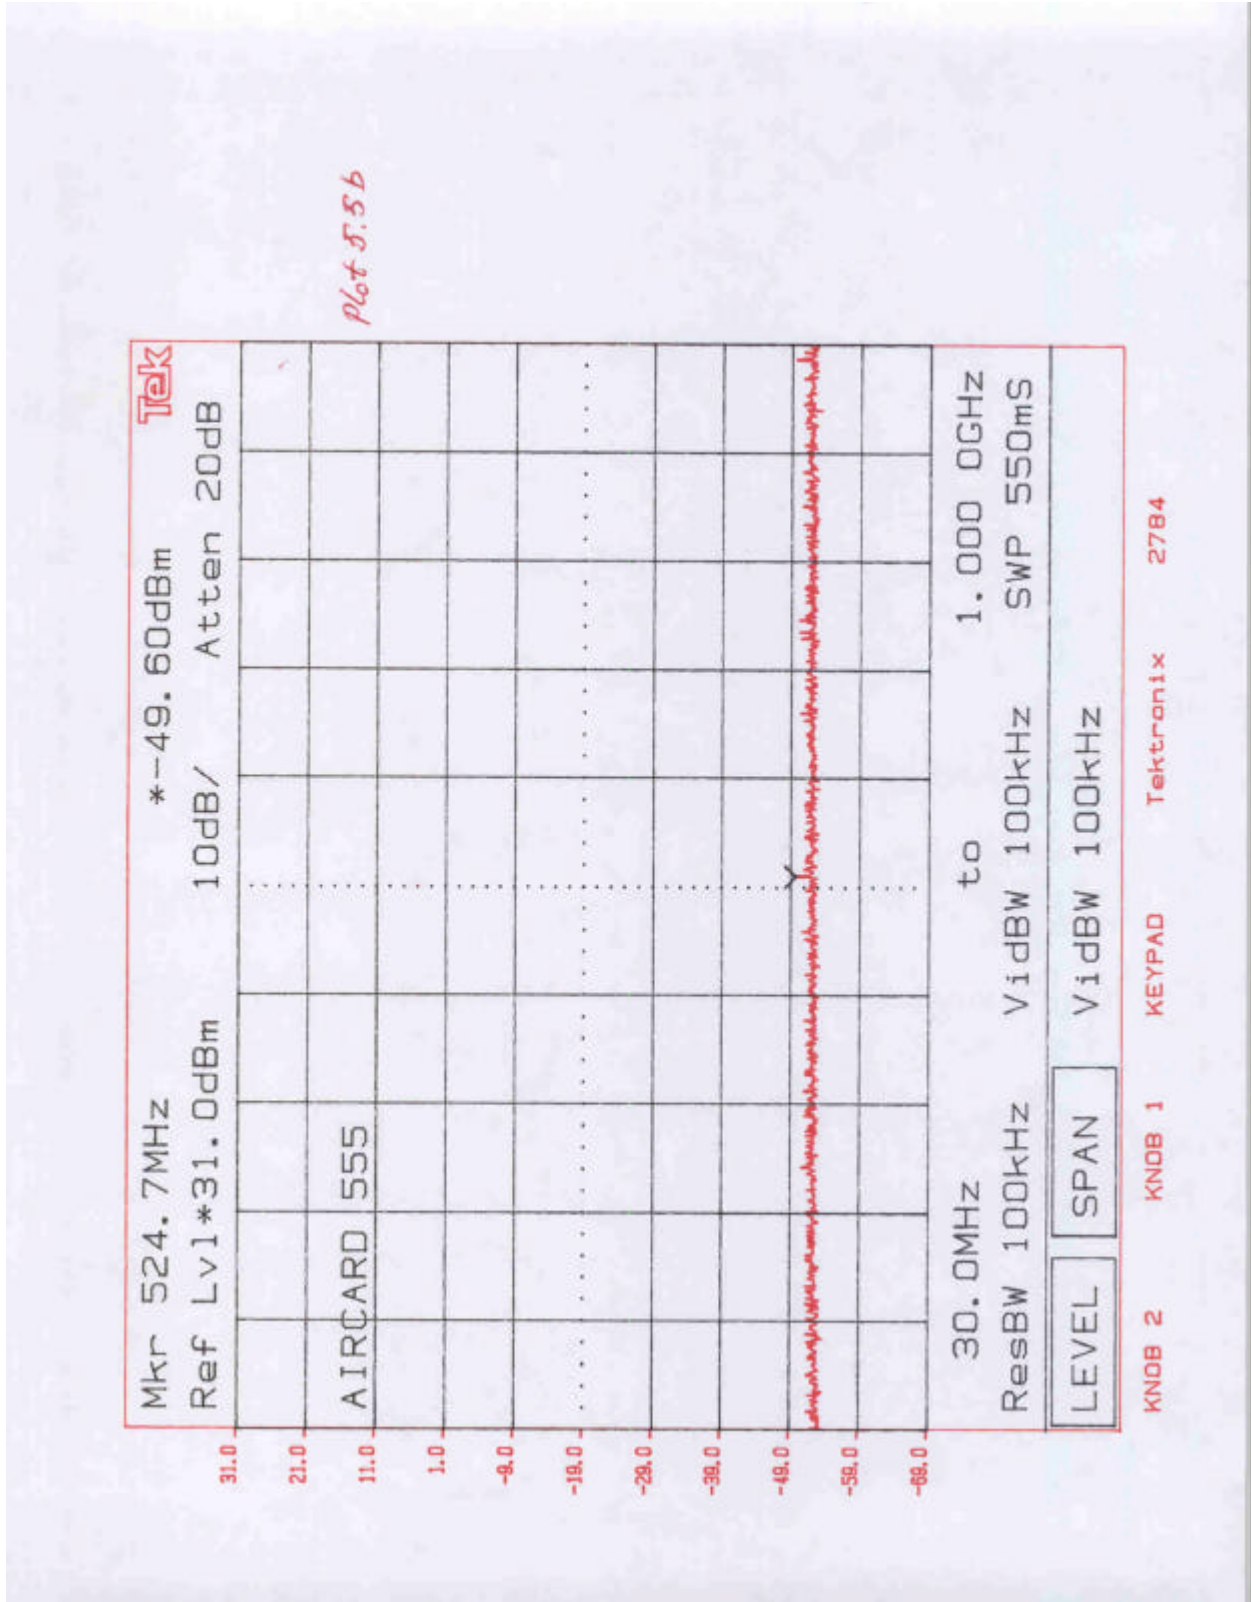 Plot 5.5b
Tek
Mkr 524.7MHz *-49.60dBm
Ref Lvl*31.0dBm 10dB/ Atten 20dB
31.0
21.0
AIRCARD 555
11.0
1.0
-9.0
-19.0
-29.0
-39.0
-49.0
-59.0
-69.0
30.0MHz to 1.000 0GHz
ResBW 100kHz VidBW 100kHz SWP 550mS
LEVEL SPAN VidBW 100kHz
KNOB 2 KNOB 1 KEYPAD Tektronix 2784